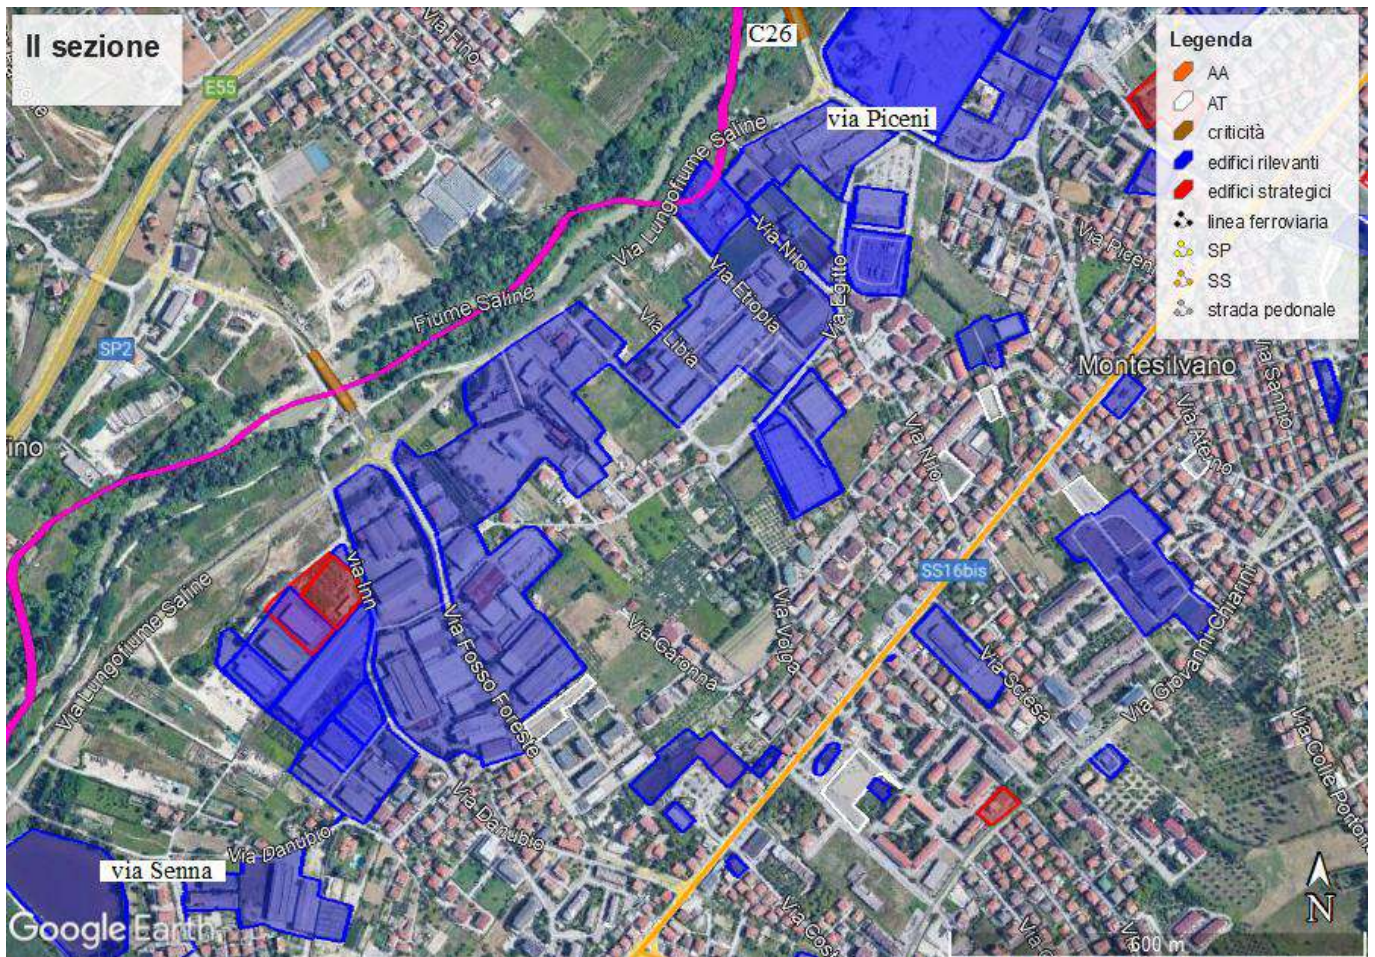 II sezione
Via Fino
C26
E55
via Piceni
Legenda
AA
AT
criticità
edifici rilevanti
edifici strategici
linea ferroviaria
SP
SS
strada pedonale
Via Lungofiume Saline
Via Nilo
Via Piceni
Via Etopia
Via Egitto
Fiume Saline
Via Libia
SP2
Montesilvano
Via Sannio
Via Aterno
Via Nilo
ino
SS16bis
via Inn
Via Lungofiume Saline
Via Fosso Foreste
Via Garonna
Via Volga
Via Sciesa
Via Giovanni Chiarini
Via Colle Portone
Via Danubio
Via Danubio
via Senna
Google Earth
N
600 m